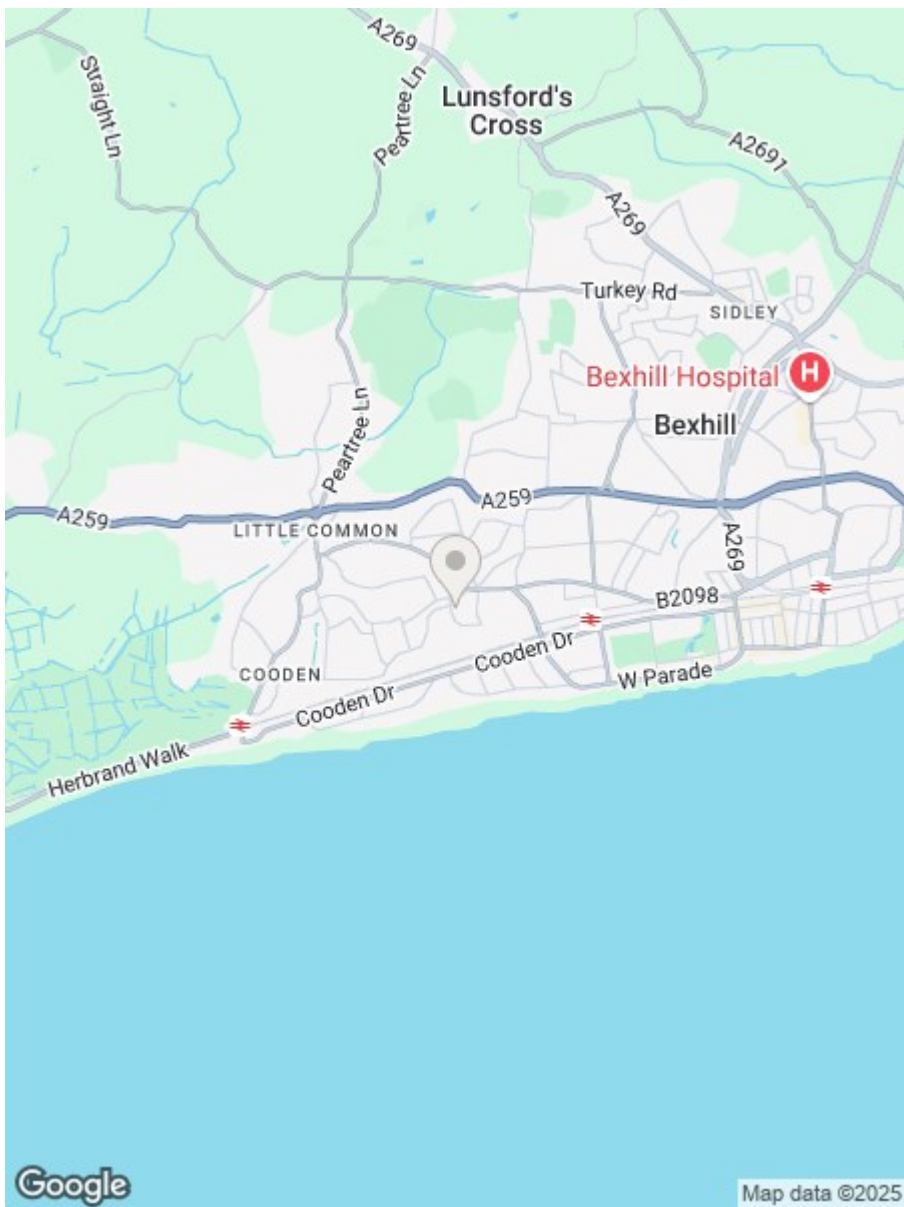 A269
Straight Ln
Peartree Ln
Lunsford's
Cross
A2691
A269
Turkey Rd
SIDLEY
Bexhill Hospital
H
Bexhill
Peartree Ln
A259
A259
LITTLE COMMON
A269
B2098
Cooden Dr
COODEN
W Parade
Cooden Dr
Herbrand Walk
Google
Map data ©2025